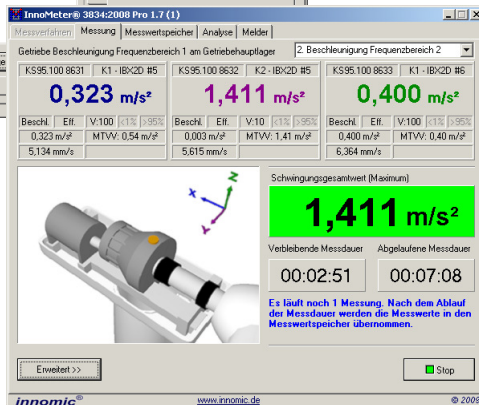 InnoMeter® 3834:2008 Pro 1.7 (1)
Messverfahren Messung Messwertspeicher Analyse Melder
Getriebe Beschleunigung Frequenzbereich 1 am Getriebehauptlager 2. Beschleunigung Frequenzbereich 2
KS95.100 8631 K1 - IBX2D #5 KS95.100 8632 K2 - IBX2D #5 KS95.100 8633 K1 - IBX2D #6
0,323 m/s² 1,411 m/s² 0,400 m/s²
Beschl. Eff. V:100 <1% >95% Beschl. Eff. V:10 <1% >95% Beschl. Eff. V:100 <1% >95%
0,323 m/s² MTVV: 0,54 m/s² 0,003 m/s² MTVV: 1,41 m/s² 0,400 m/s² MTVV: 0,40 m/s²
5,134 mm/s 5,615 mm/s 6,364 mm/s
Z
X
Y
Schwingungsgesamtwert (Maximum)
1,411 m/s²
Verbleibende Messdauer Abgelaufene Messdauer
00:02:51 00:07:08
Es läuft noch 1 Messung. Nach dem Ablauf
der Messdauer werden die Messwerte in den
Messwertspeicher übernommen.
Erweitert >> Stop
innomic® www.innomic.de © 2009